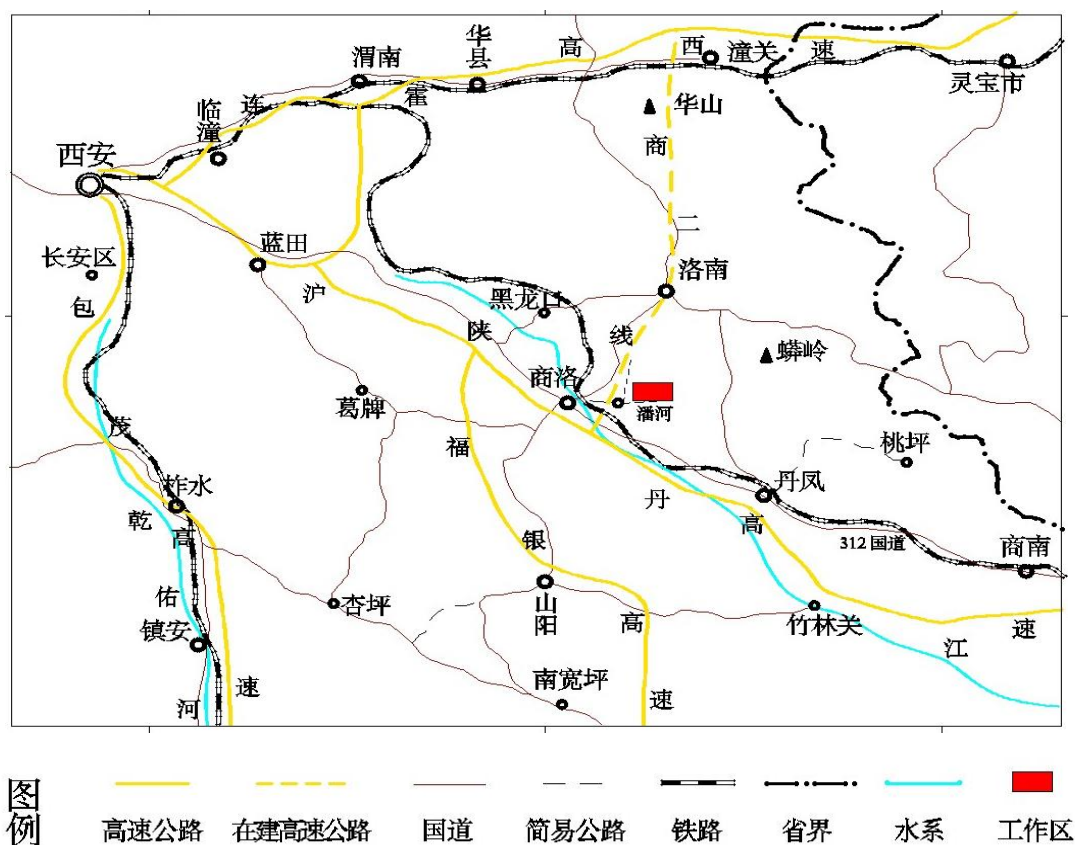 华县
高
西
潼关
速
渭南
灵宝市
临潼
连
霍
华山
商
西安
二
蓝田
长安区
包
沪
洛南
黑龙口
陕
线
蟒岭
商洛
潘河
葛牌
茂
福
桃坪
柞水
丹
丹凤
乾
高
银
高
312国道
商南
佑
杏坪
山阳
高
竹林关
速
镇安
江
南宽坪
速
速
河
图例
高速公路
在建高速公路
国道
简易公路
铁路
省界
水系
工作区